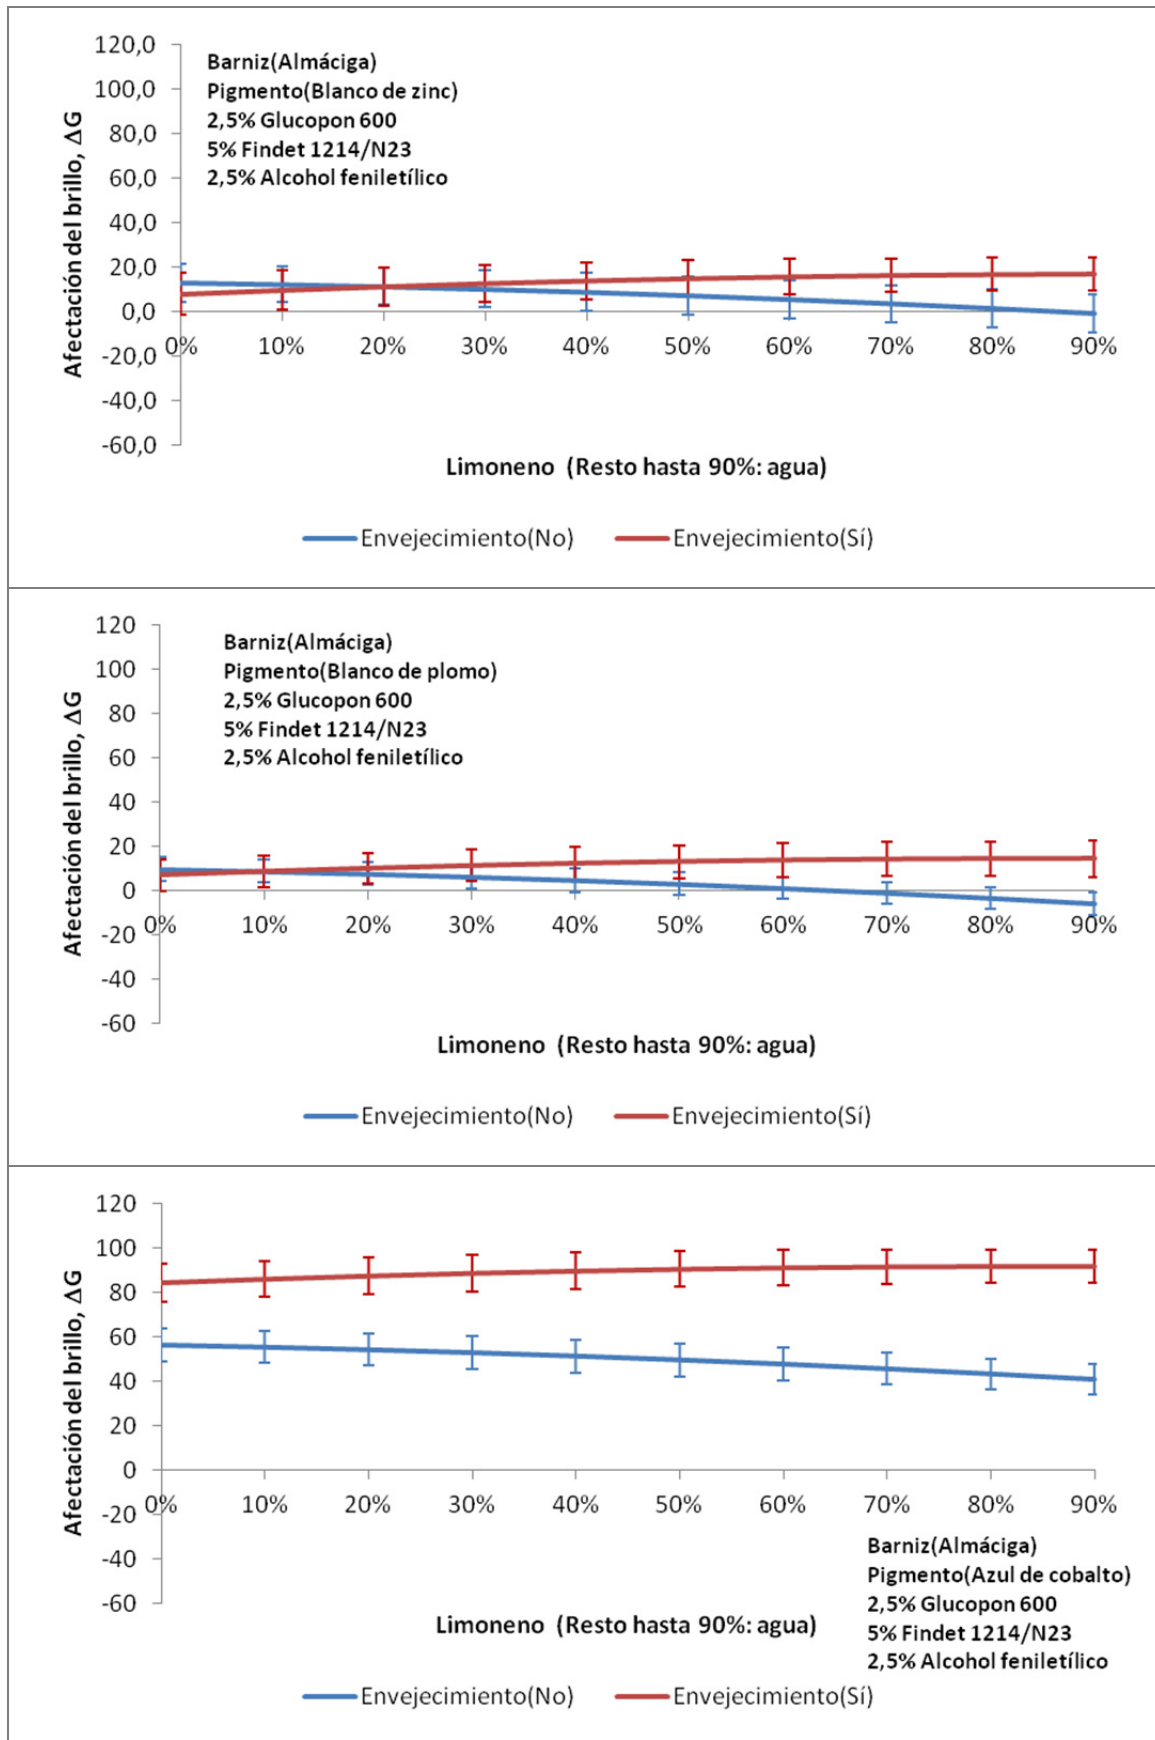 120,0
100,0
80,0
60,0
40,0
20,0
0,0
-20,0
-40,0
-60,0
Afectación del brillo, ΔG
Barniz(Almáciga)
Pigmento(Blanco de zinc)
2,5% Glucopon 600
5% Findet 1214/N23
2,5% Alcohol feniletílico
0% 10% 20% 30% 40% 50% 60% 70% 80% 90%
Limoneno (Resto hasta 90%: agua)
Envejecimiento(No) Envejecimiento(Sí)
120
100
80
60
40
20
0
-20
-40
-60
Afectación del brillo, ΔG
Barniz(Almáciga)
Pigmento(Blanco de plomo)
2,5% Glucopon 600
5% Findet 1214/N23
2,5% Alcohol feniletílico
0% 10% 20% 30% 40% 50% 60% 70% 80% 90%
Limoneno (Resto hasta 90%: agua)
Envejecimiento(No) Envejecimiento(Sí)
120
100
80
60
40
20
0
-20
-40
-60
Afectación del brillo, ΔG
0% 10% 20% 30% 40% 50% 60% 70% 80% 90%
Barniz(Almáciga)
Pigmento(Azul de cobalto)
2,5% Glucopon 600
5% Findet 1214/N23
2,5% Alcohol feniletílico
Limoneno (Resto hasta 90%: agua)
Envejecimiento(No) Envejecimiento(Sí)